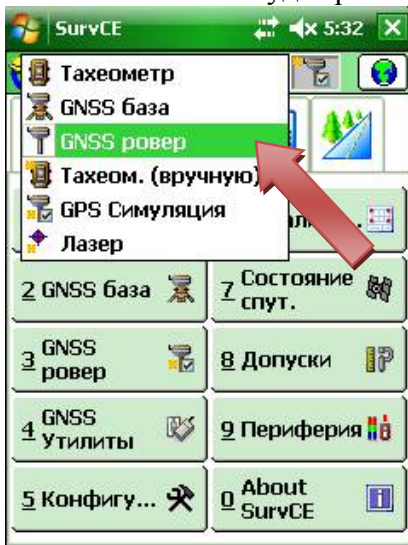 SurvCE 5:32
Тахеометр
GNSS база
GNSS ровер
Тахеом. (вручную)
GPS Симуляция
Лазер
2 GNSS база
7 Состояние спут.
3 GNSS ровер
8 Допуски
4 GNSS Утилиты
9 Периферия
5 Конфигу...
0 About SurvCE